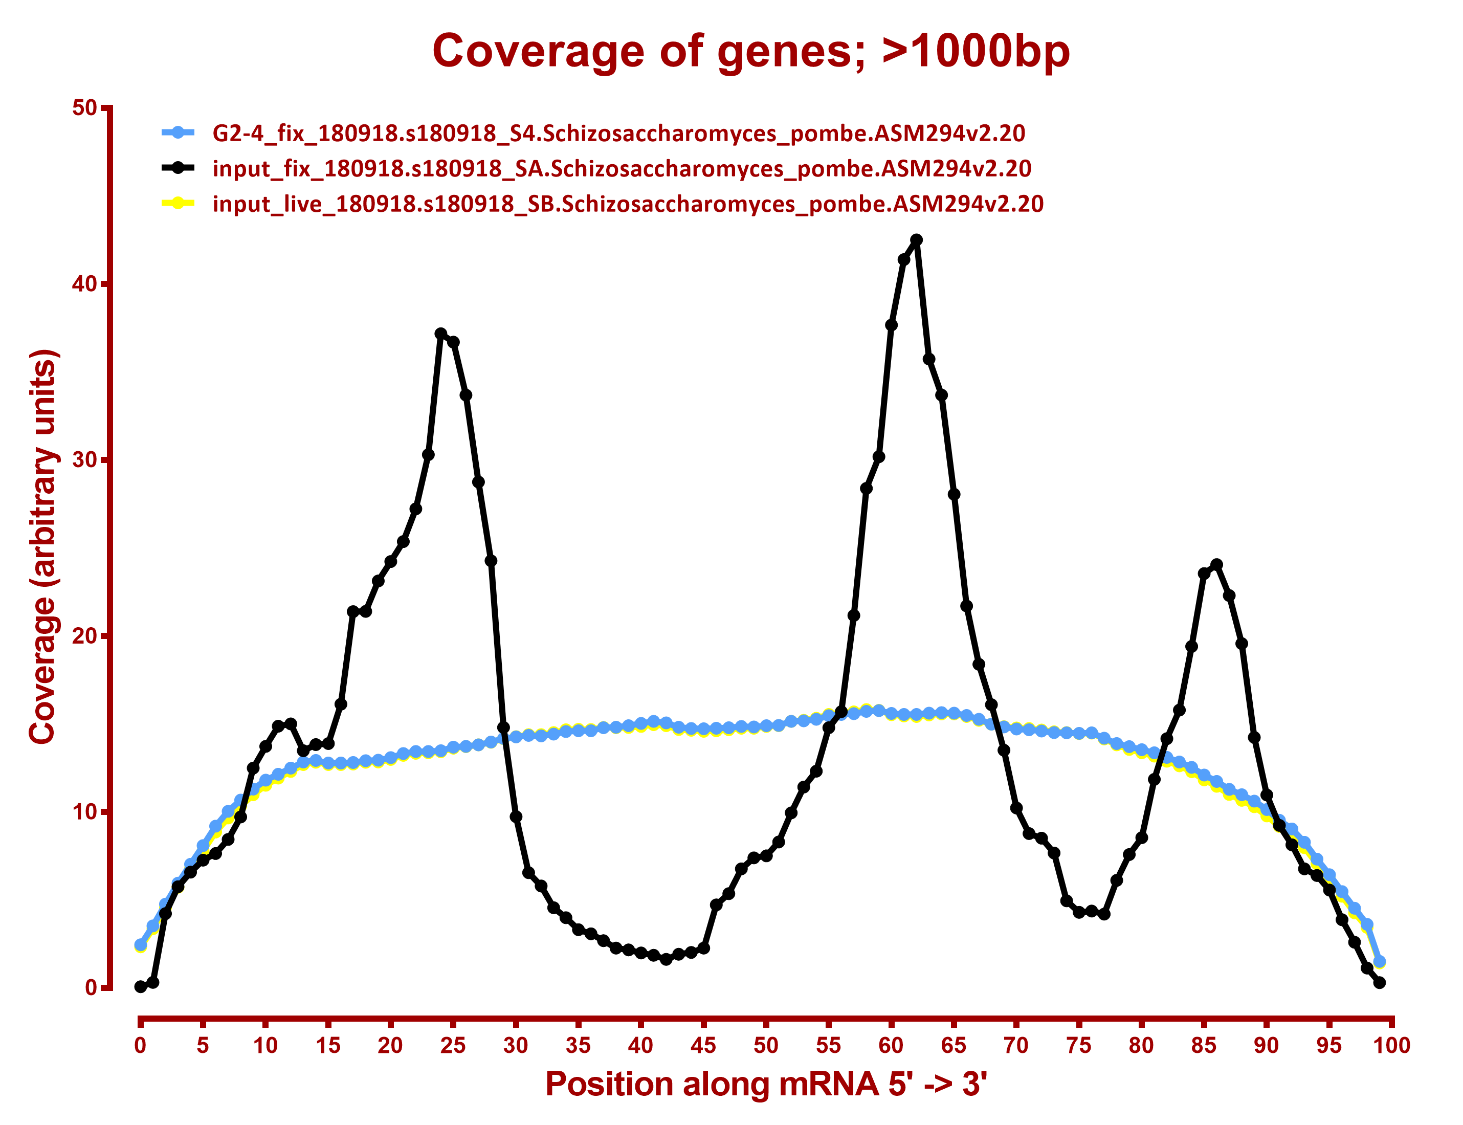 Coverage of genes; >1000bp
50
G2-4_fix_180918.s180918_S4.Schizosaccharomyces_pombe.ASM294v2.20
input_fix_180918.s180918_SA.Schizosaccharomyces_pombe.ASM294v2.20
input_live_180918.s180918_SB.Schizosaccharomyces_pombe.ASM294v2.20
40
30
20
10
0
Coverage (arbitrary units)
0 5 10 15 20 25 30 35 40 45 50 55 60 65 70 75 80 85 90 95 100
Position along mRNA 5' -> 3'